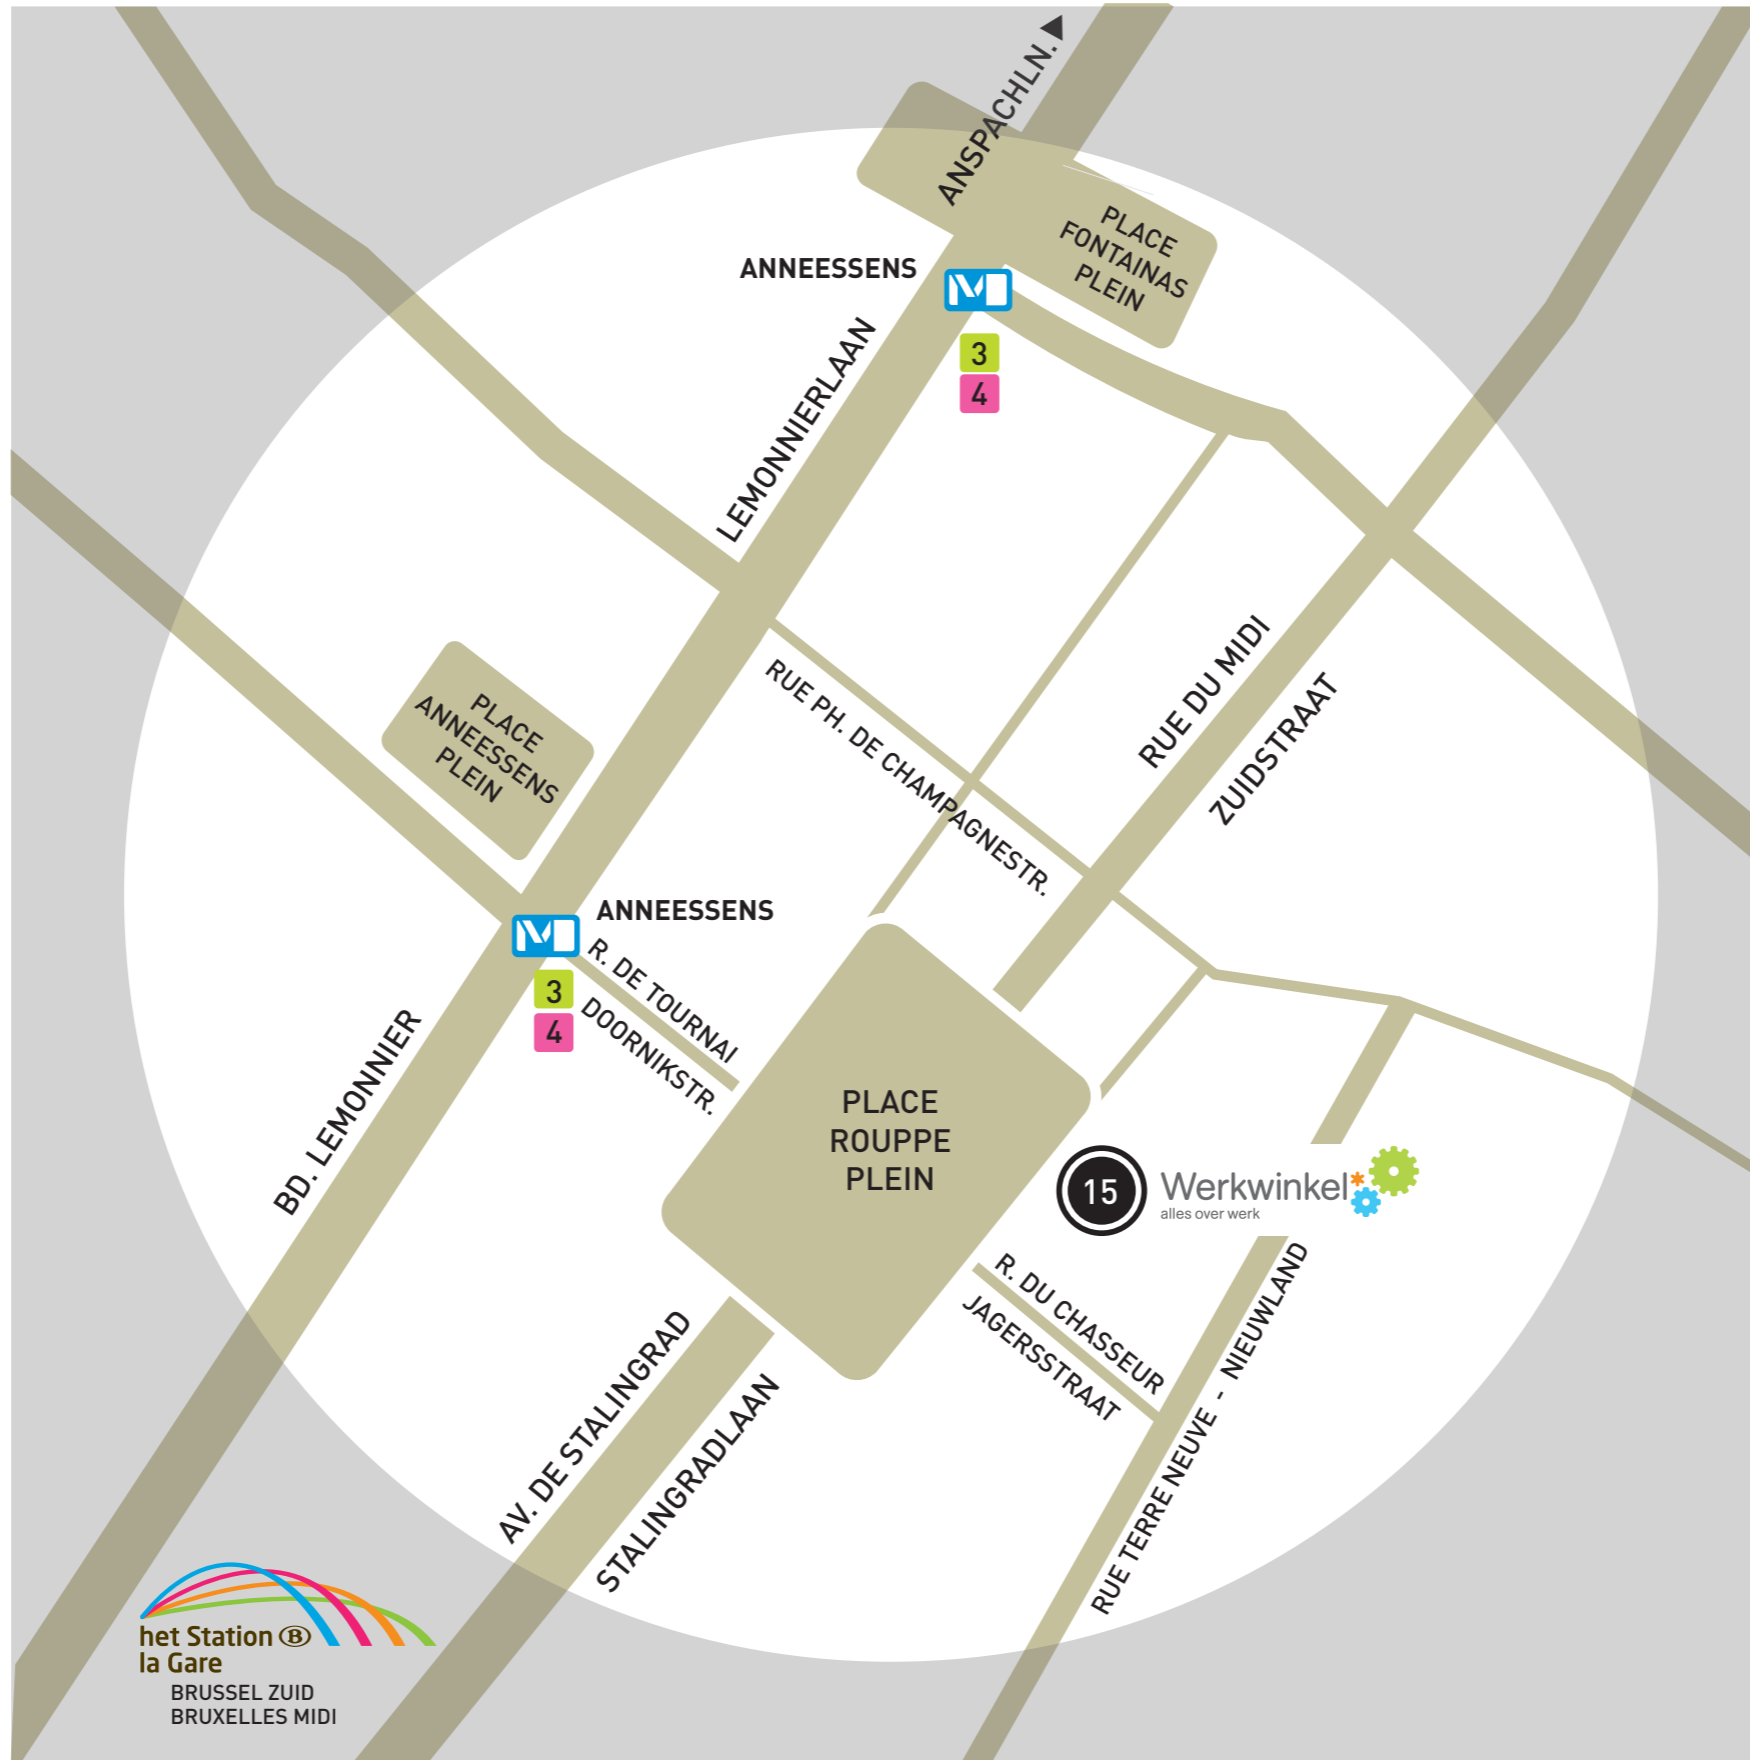 ANSPACHLN.
PLACE
FONTAINAS
PLEIN
ANNEESSENS
M
3
4
LEMONNIERLAAN
RUE PH. DE CHAMPAGNESTR.
RUE DU MIDI
ZUIDSTRAAT
PLACE
ANNEESSENS
PLEIN
ANNEESSENS
M
3
4
R. DE TOURNAI
DOORNIKSTR.
BD. LEMONNIER
PLACE
ROUPPE
PLEIN
15
Werkwinkel
alles over werk
R. DU CHASSEUR
JAGERSSTRAAT
RUE TERRE NEUVE - NIEUWLAND
AV. DE STALINGRAD
STALINGRADLAAN
het Station B
la Gare
BRUSSEL ZUID
BRUXELLES MIDI